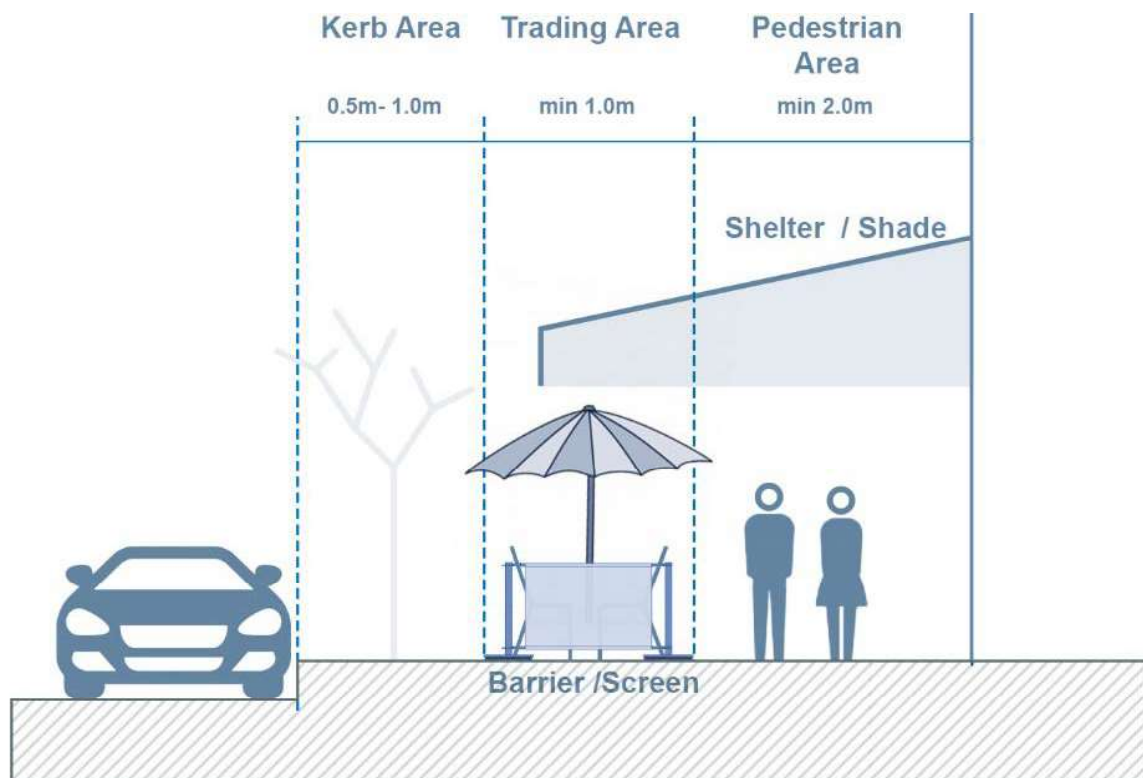 Kerb Area
Trading Area
Pedestrian
Area
0.5m- 1.0m
min 1.0m
min 2.0m
Shelter / Shade
Barrier /Screen